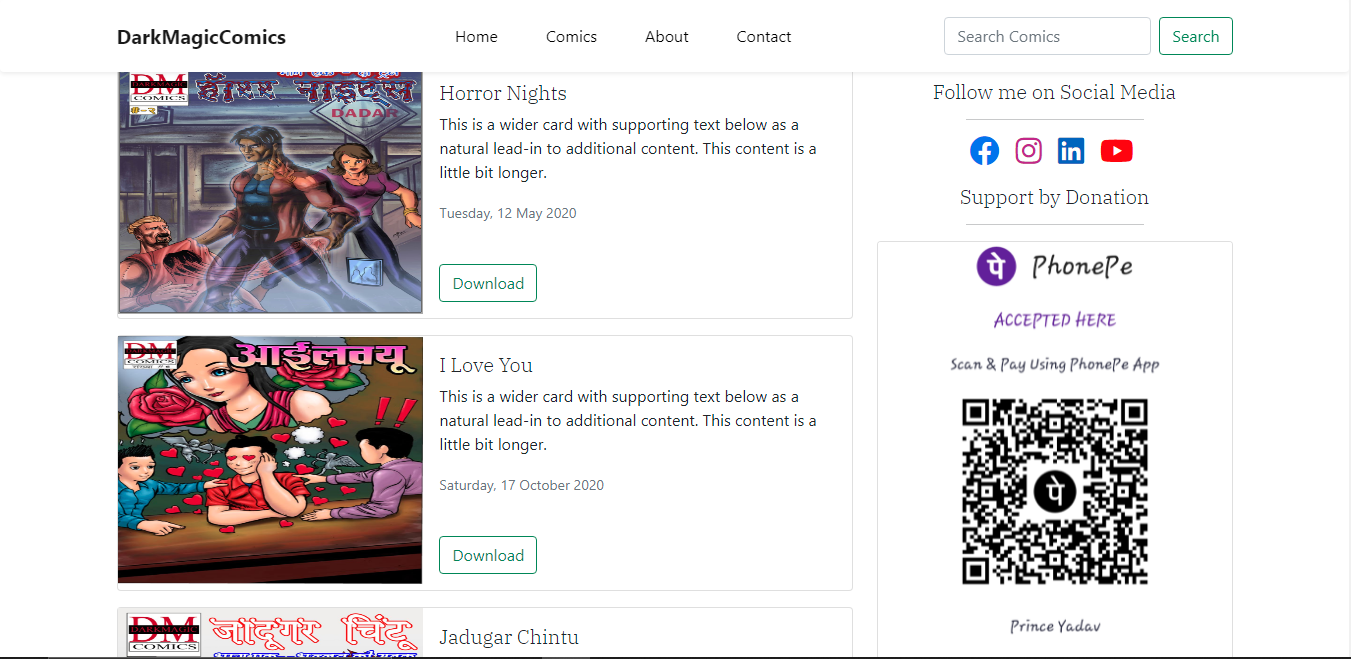 DarkMagicComics
Home
Comics
About
Contact
Search Comics
Search
DM
DARKMAGIC
COMICS
हॉरर नाइट्स
DADAR
Horror Nights
This is a wider card with supporting text below as a
natural lead-in to additional content. This content is a
little bit longer.
Tuesday, 12 May 2020
Download
DM
COMICS
आईलवयू
!!
I Love You
This is a wider card with supporting text below as a
natural lead-in to additional content. This content is a
little bit longer.
Saturday, 17 October 2020
Download
DM
DARKMAGIC
COMICS
जादूगर चिंटू
Jadugar Chintu
Follow me on Social Media
in
Support by Donation
पे PhonePe
ACCEPTED HERE
Scan & Pay Using PhonePe App
पे
Prince Yadav